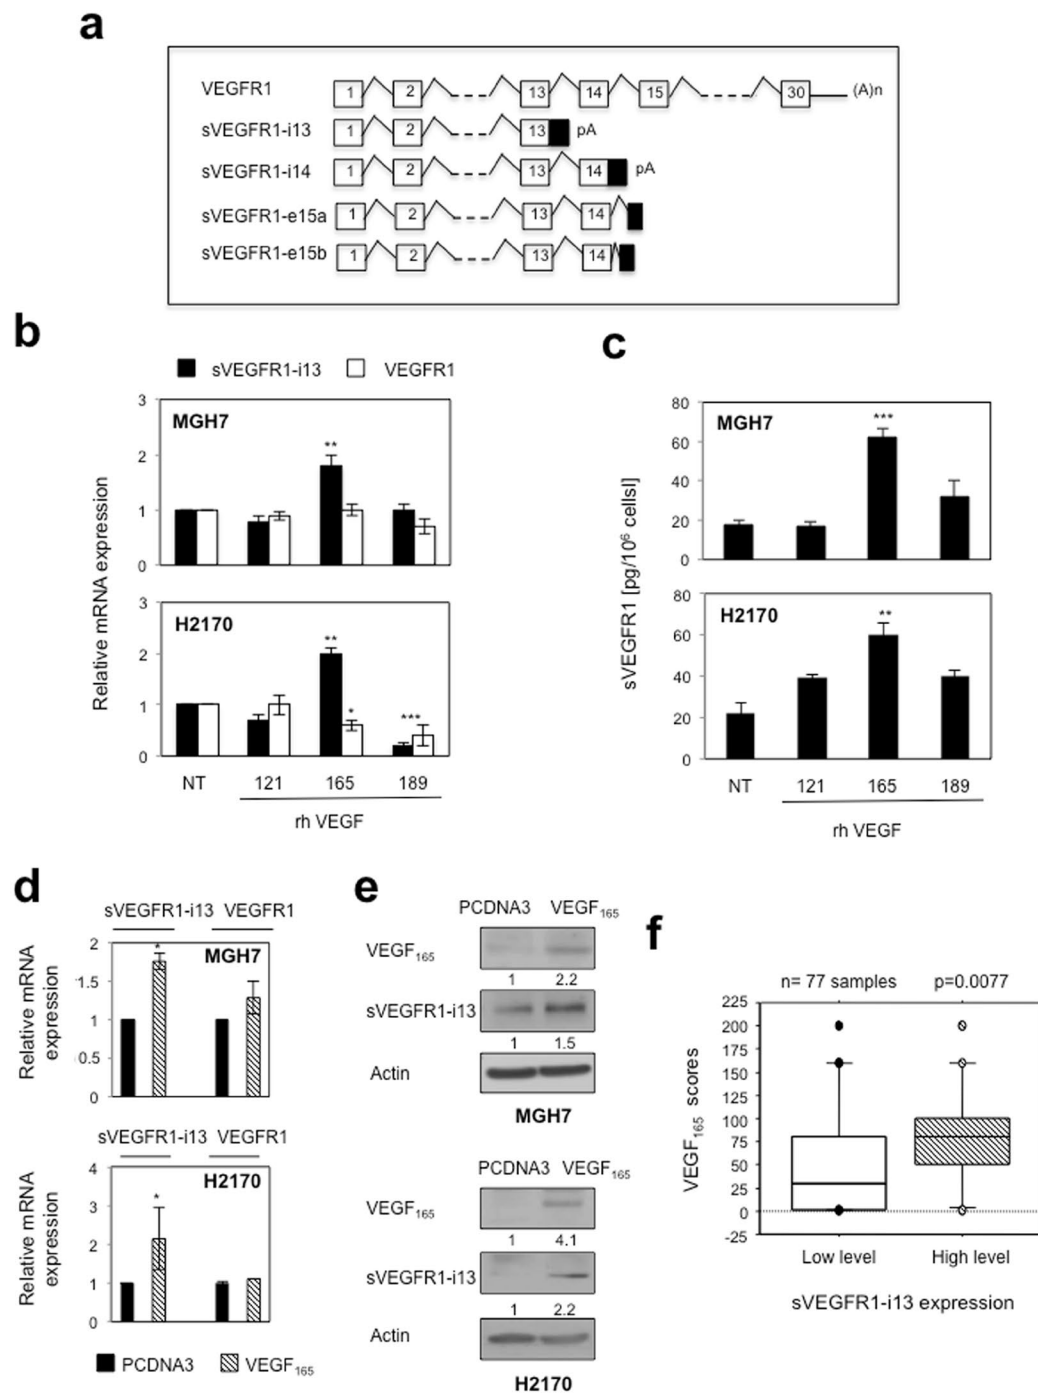 a
VEGFR1 1 2 13 14 15 30 (A)n
sVEGFR1-i13 1 2 13 pA
sVEGFR1-i14 1 2 13 14 pA
sVEGFR1-e15a 1 2 13 14
sVEGFR1-e15b 1 2 13 14
b
sVEGFR1-i13 VEGFR1
Relative mRNA expression
3
2
1
0
MGH7
**
3
2
1
0
H2170
**
*
***
NT 121 165 189
rh VEGF
c
sVEGFR1 [pg/10⁶ cellsl]
80
60
40
20
0
MGH7
***
80
60
40
20
0
H2170
**
NT 121 165 189
rh VEGF
d
sVEGFR1-i13 VEGFR1
Relative mRNA
expression
2
1.5
1
0.5
0
*
MGH7
sVEGFR1-i13 VEGFR1
Relative mRNA
expression
4
3
2
1
0
*
H2170
PCDNA3 VEGF₁₆₅
e
PCDNA3 VEGF₁₆₅
VEGF₁₆₅
1 2.2
sVEGFR1-i13
1 1.5
Actin
MGH7
PCDNA3 VEGF₁₆₅
VEGF₁₆₅
1 4.1
sVEGFR1-i13
1 2.2
Actin
H2170
f
n= 77 samples p=0.0077
VEGF₁₆₅ scores
225
200
175
150
125
100
75
50
25
0
-25
Low level High level
sVEGFR1-i13 expression